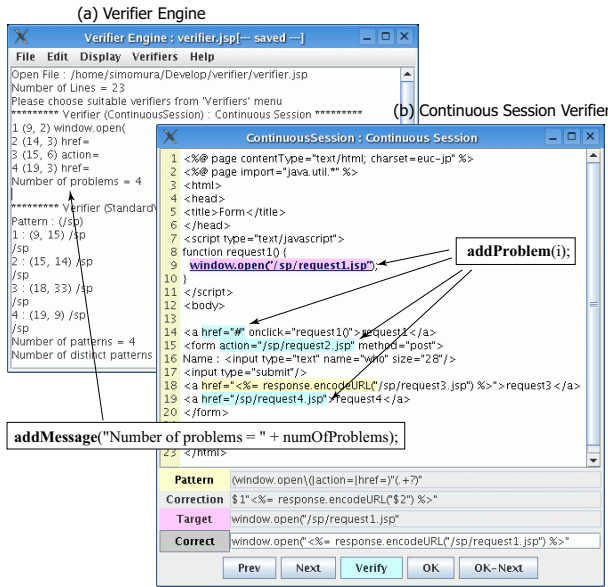 (a) Verifier Engine
Verifier Engine : verifier.jsp[--- saved ---]
File Edit Display Verifiers Help
Open File : /home/simomura/Develop/verifier/verifier.jsp
Number of Lines = 23
Please choose suitable verifiers from 'Verifiers' menu
********* Verifier (ContinuousSession) : Continuous Session *********
1 (9, 2) window.open(
2 (14, 3) href=
3 (15, 6) action=
4 (19, 3) href=
Number of problems = 4
********* Verifier (Standard
Pattern : (/sp)
1 : (9, 15) /sp
/sp
2 : (15, 14) /sp
/sp
3 : (18, 33) /sp
/sp
4 : (19, 9) /sp
/sp
Number of patterns = 4
Number of distinct patterns
(b) Continuous Session Verifier
ContinuousSession : Continuous Session
1 <%@ page contentType="text/html; charset=euc-jp" %>
2 <%@ page import="java.util.*" %>
3 <html>
4 <head>
5 <title>Form</title>
6 </head>
7 <script type="text/javascript">
8 function request1() {
9 window.open("/sp/request1.jsp");
10 }
11 </script>
12 <body>
13
14 <a href="#" onclick="request1()">request1</a>
15 <form action="/sp/request2.jsp" method="post">
16 Name : <input type="text" name="who" size="28"/>
17 <input type="submit"/>
18 <a href="<%= response.encodeURL("/sp/request3.jsp") %>">request3</a>
19 <a href="/sp/request4.jsp">request4</a>
20 </form>
23 </html>
addProblem(i);
addMessage("Number of problems = " + numOfProblems);
Pattern (window.open\(|action=|href=)"(.+?)"
Correction $1"<%= response.encodeURL("$2") %>"
Target window.open("/sp/request1.jsp"
Correct window.open("<%= response.encodeURL("/sp/request1.jsp") %>"
Prev Next Verify OK OK-Next